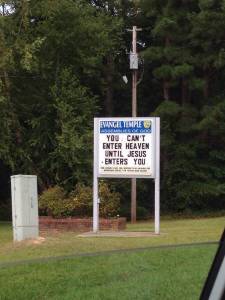 EVANGEL TEMPLE
ASSEMBLIES OF GOD
YOU CAN'T
ENTER HEAVEN
UNTIL JESUS
ENTERS YOU